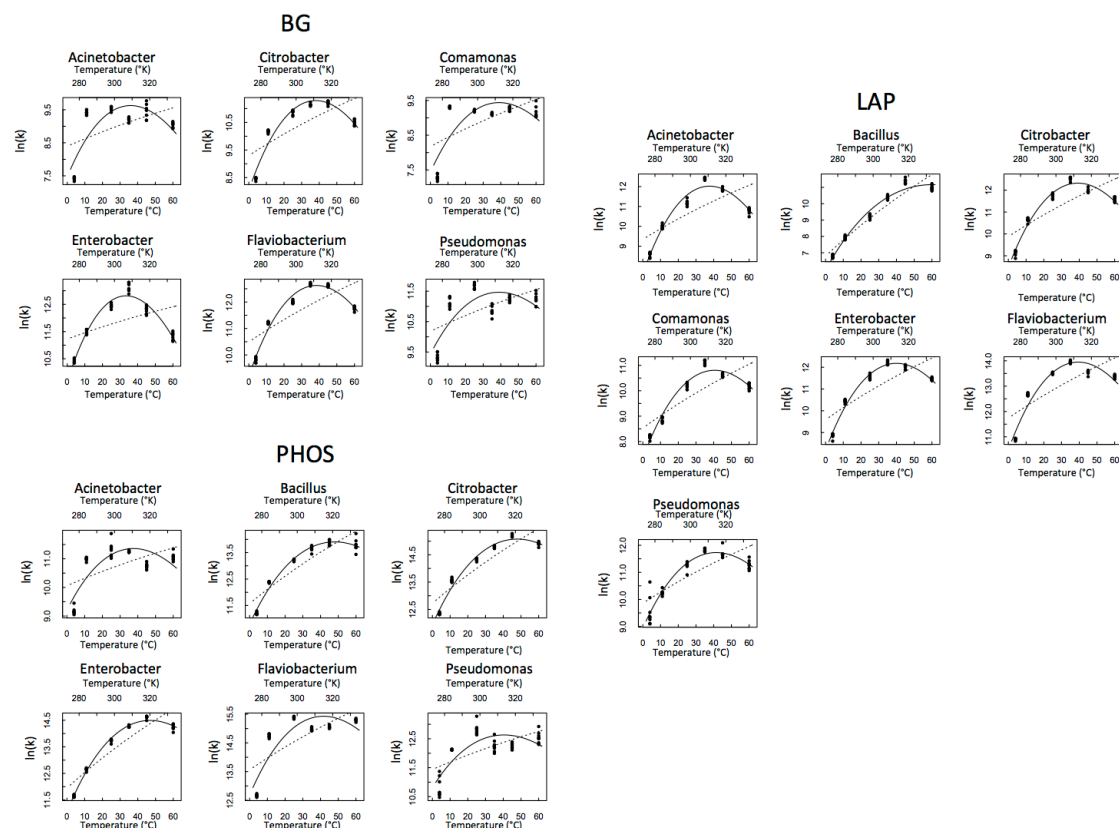 BG
Acinetobacter
Temperature (°K)
280 300 320
ln(k)
9.5
8.5
7.5
0 10 20 30 40 50 60
Temperature (°C)
Citrobacter
Temperature (°K)
280 300 320
ln(k)
10.5
9.5
8.5
0 10 20 30 40 50 60
Temperature (°C)
Comamonas
Temperature (°K)
280 300 320
ln(k)
9.5
8.5
7.5
0 10 20 30 40 50 60
Temperature (°C)
Enterobacter
Temperature (°K)
280 300 320
ln(k)
12.5
11.5
10.5
0 10 20 30 40 50 60
Temperature (°C)
Flaviobacterium
Temperature (°K)
280 300 320
ln(k)
12.0
11.0
10.0
0 10 20 30 40 50 60
Temperature (°C)
Pseudomonas
Temperature (°K)
280 300 320
ln(k)
11.5
10.5
9.5
0 10 20 30 40 50 60
Temperature (°C)
PHOS
Acinetobacter
Temperature (°K)
280 300 320
ln(k)
11.0
10.0
9.0
0 10 20 30 40 50 60
Temperature (°C)
Bacillus
Temperature (°K)
280 300 320
ln(k)
13.5
12.5
11.5
0 10 20 30 40 50 60
Temperature (°C)
Citrobacter
Temperature (°K)
280 300 320
ln(k)
14.5
13.5
12.5
0 10 20 30 40 50 60
Temperature (°C)
Enterobacter
Temperature (°K)
280 300 320
ln(k)
14.5
13.5
12.5
11.5
0 10 20 30 40 50 60
Temperature (°C)
Flaviobacterium
Temperature (°K)
280 300 320
ln(k)
15.5
14.5
13.5
12.5
0 10 20 30 40 50 60
Temperature (°C)
Pseudomonas
Temperature (°K)
280 300 320
ln(k)
12.5
11.5
10.5
0 10 20 30 40 50 60
Temperature (°C)
LAP
Acinetobacter
Temperature (°K)
280 300 320
ln(k)
12
11
10
9
0 10 20 30 40 50 60
Temperature (°C)
Bacillus
Temperature (°K)
280 300 320
ln(k)
10
9
8
7
0 10 20 30 40 50 60
Temperature (°C)
Citrobacter
Temperature (°K)
280 300 320
ln(k)
12
11
10
9
0 10 20 30 40 50 60
Temperature (°C)
Comamonas
Temperature (°K)
280 300 320
ln(k)
11.0
10.0
9.0
8.0
0 10 20 30 40 50 60
Temperature (°C)
Enterobacter
Temperature (°K)
280 300 320
ln(k)
12
11
10
9
0 10 20 30 40 50 60
Temperature (°C)
Flaviobacterium
Temperature (°K)
280 300 320
ln(k)
14.0
13.0
12.0
11.0
0 10 20 30 40 50 60
Temperature (°C)
Pseudomonas
Temperature (°K)
280 300 320
ln(k)
12.0
11.0
10.0
9.0
0 10 20 30 40 50 60
Temperature (°C)